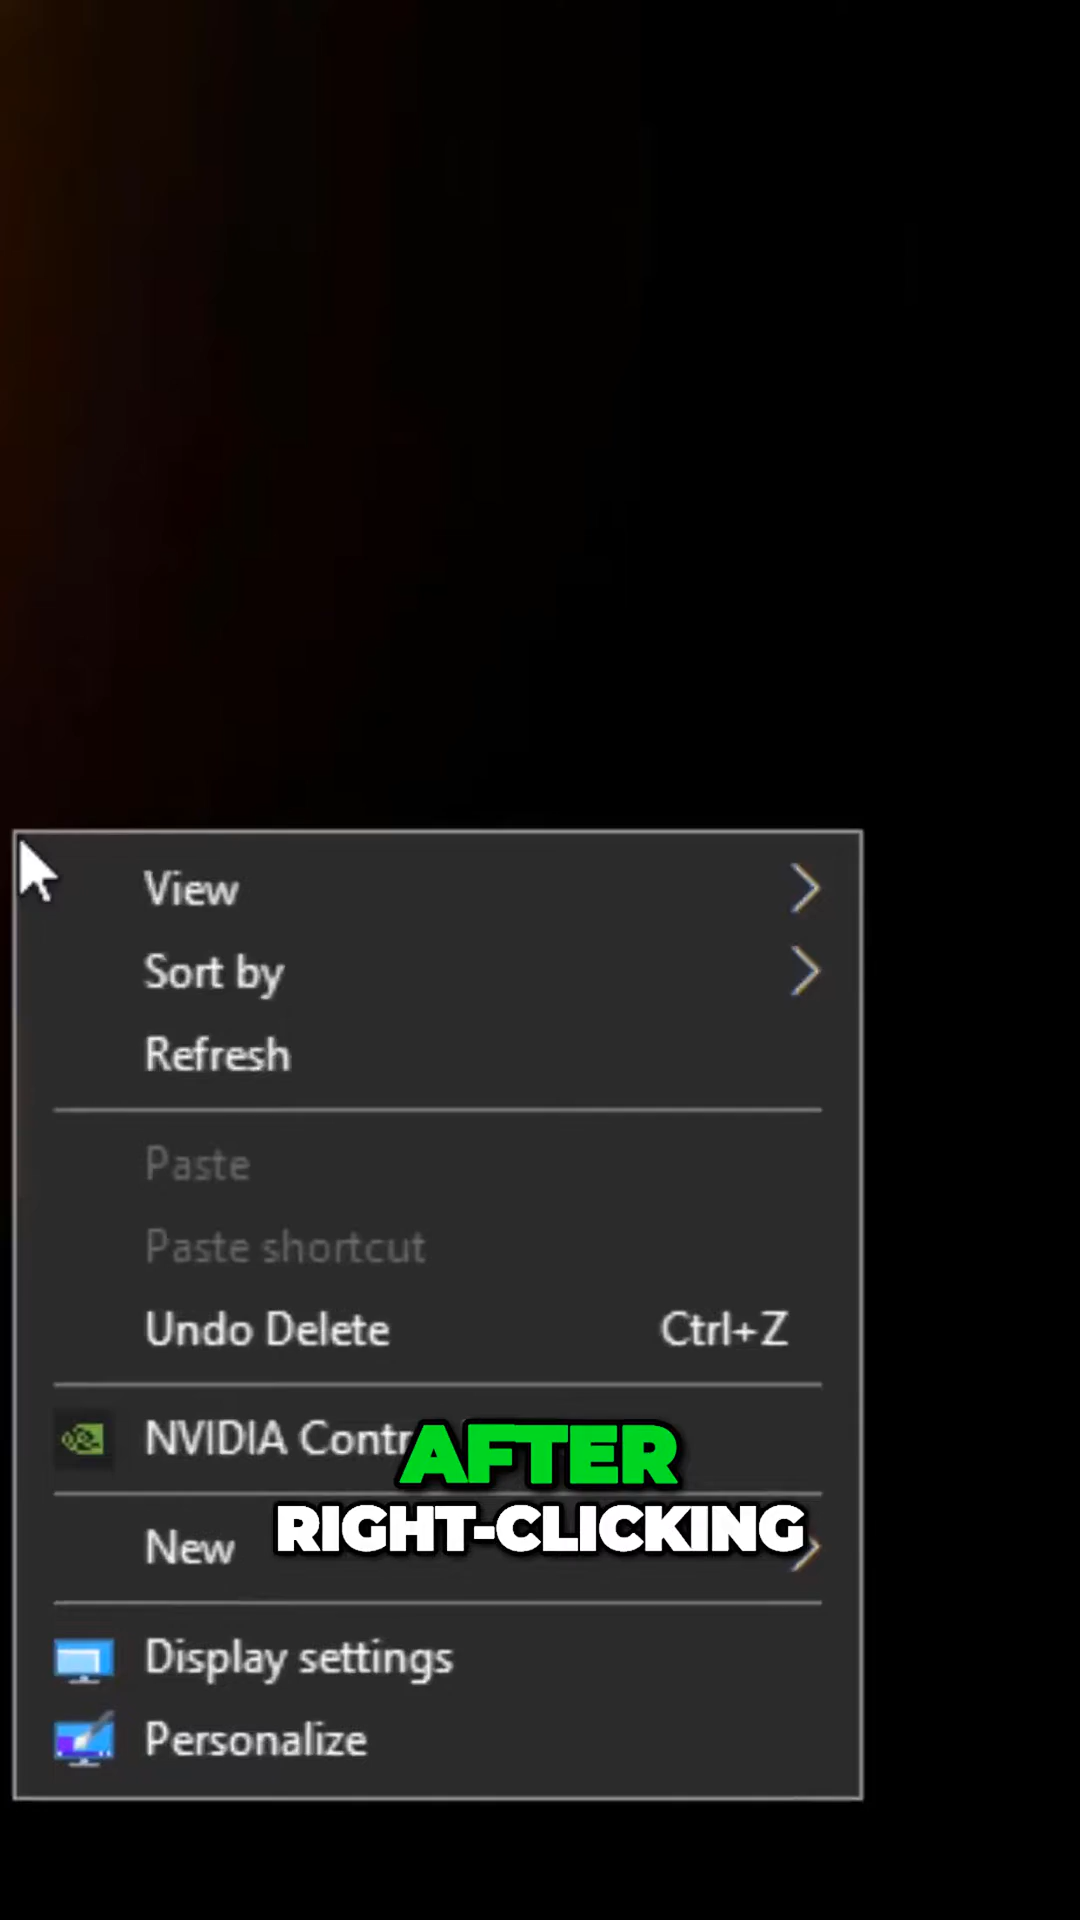 View
Sort by
Refresh
Paste
Paste shortcut
Undo Delete Ctrl+Z
NVIDIA Contr
AFTER
RIGHT-CLICKING
New
Display settings
Personalize